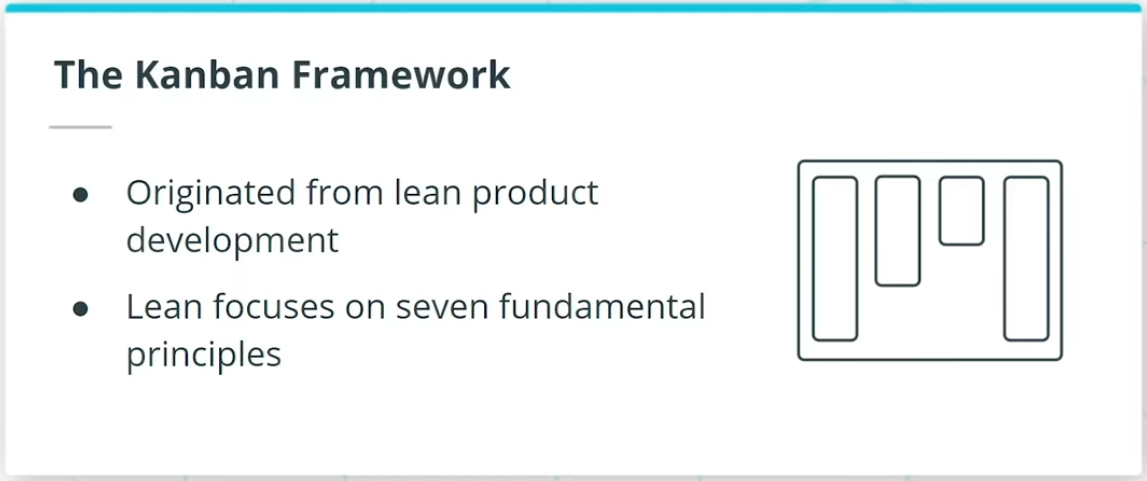 The Kanban Framework
● Originated from lean product
development
● Lean focuses on seven fundamental
principles